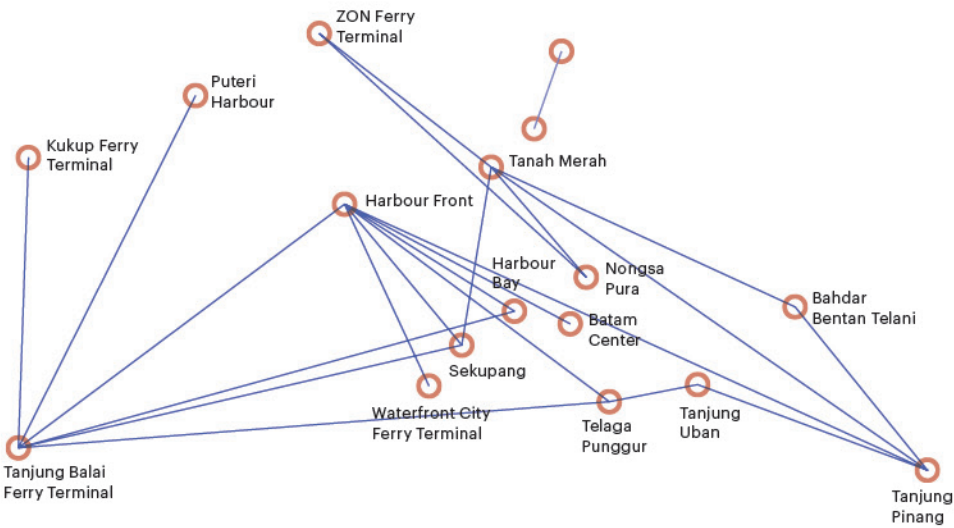 ZON Ferry
Terminal
Puteri
Harbour
Kukup Ferry
Terminal
Tanah Merah
Harbour Front
Harbour
Bay
Nongsa
Pura
Bahdar
Bentan Telani
Batam
Center
Sekupang
Waterfront City
Ferry Terminal
Telaga
Punggur
Tanjung
Uban
Tanjung Balai
Ferry Terminal
Tanjung
Pinang